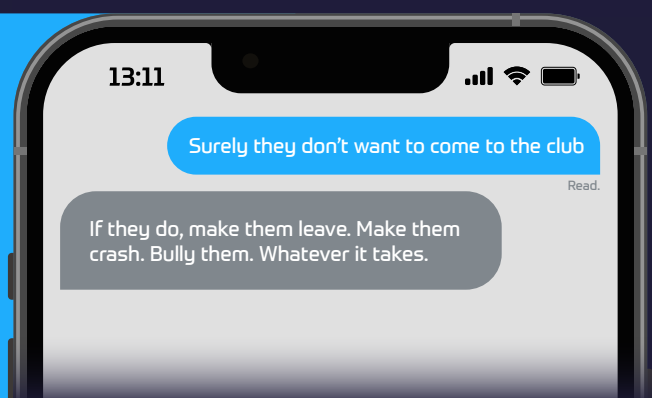 13:11
Surely they don't want to come to the club
Read.
If they do, make them leave. Make them
crash. Bully them. Whatever it takes.